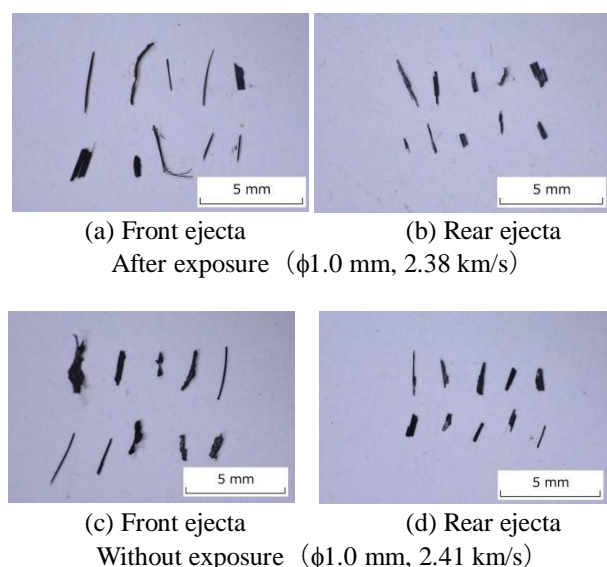 5 mm
5 mm
(a) Front ejecta
(b) Rear ejecta
After exposure（ϕ1.0 mm, 2.38 km/s）
5 mm
5 mm
(c) Front ejecta
(d) Rear ejecta
Without exposure（ϕ1.0 mm, 2.41 km/s）